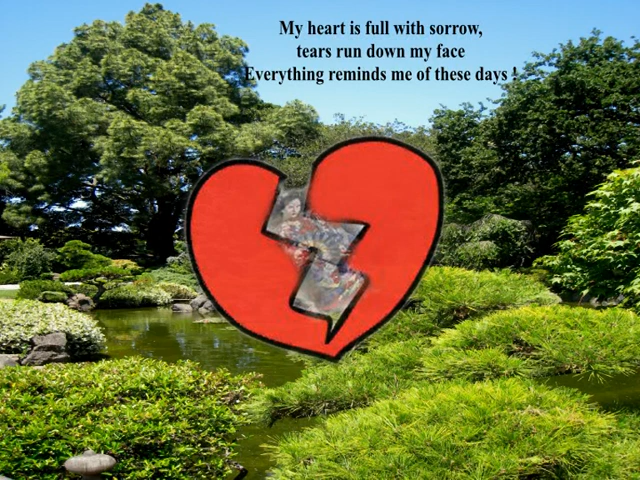 My heart is full with sorrow,
tears run down my face
Everything reminds me of these days !